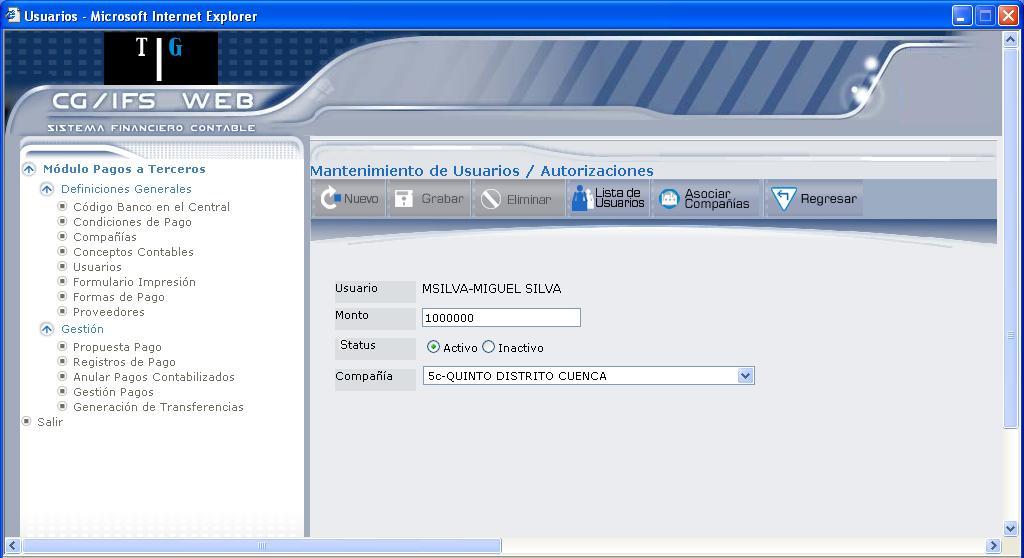 Usuarios - Microsoft Internet Explorer
T G
CG/IFS WEB
SISTEMA FINANCIERO CONTABLE
Módulo Pagos a Terceros
Definiciones Generales
Código Banco en el Central
Condiciones de Pago
Compañías
Conceptos Contables
Usuarios
Formulario Impresión
Formas de Pago
Proveedores
Gestión
Propuesta Pago
Registros de Pago
Anular Pagos Contabilizados
Gestión Pagos
Generación de Transferencias
Salir
Mantenimiento de Usuarios / Autorizaciones
Nuevo Grabar Eliminar Lista de Usuarios Asociar Compañías Regresar
Usuario MSILVA-MIGUEL SILVA
Monto 1000000
Status Activo Inactivo
Compañía 5c-QUINTO DISTRITO CUENCA